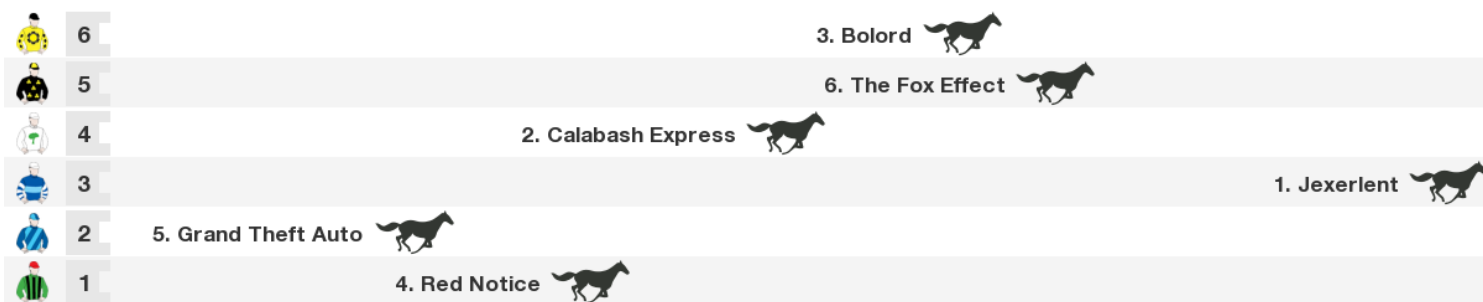 6 3. Bolord
5 6. The Fox Effect
4 2. Calabash Express
3 1. Jexerlent
2 5. Grand Theft Auto
1 4. Red Notice